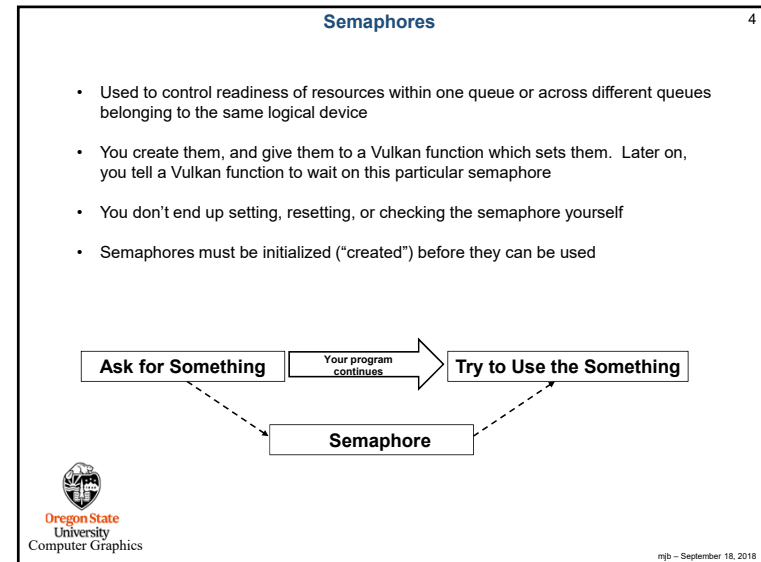 Semaphores
4
• Used to control readiness of resources within one queue or across different queues
belonging to the same logical device
• You create them, and give them to a Vulkan function which sets them.  Later on,
you tell a Vulkan function to wait on this particular semaphore
• You don’t end up setting, resetting, or checking the semaphore yourself
• Semaphores must be initialized (“created”) before they can be used
Ask for Something
Your program
continues
Try to Use the Something
Semaphore
Oregon State
University
Computer Graphics
mjb – September 18, 2018